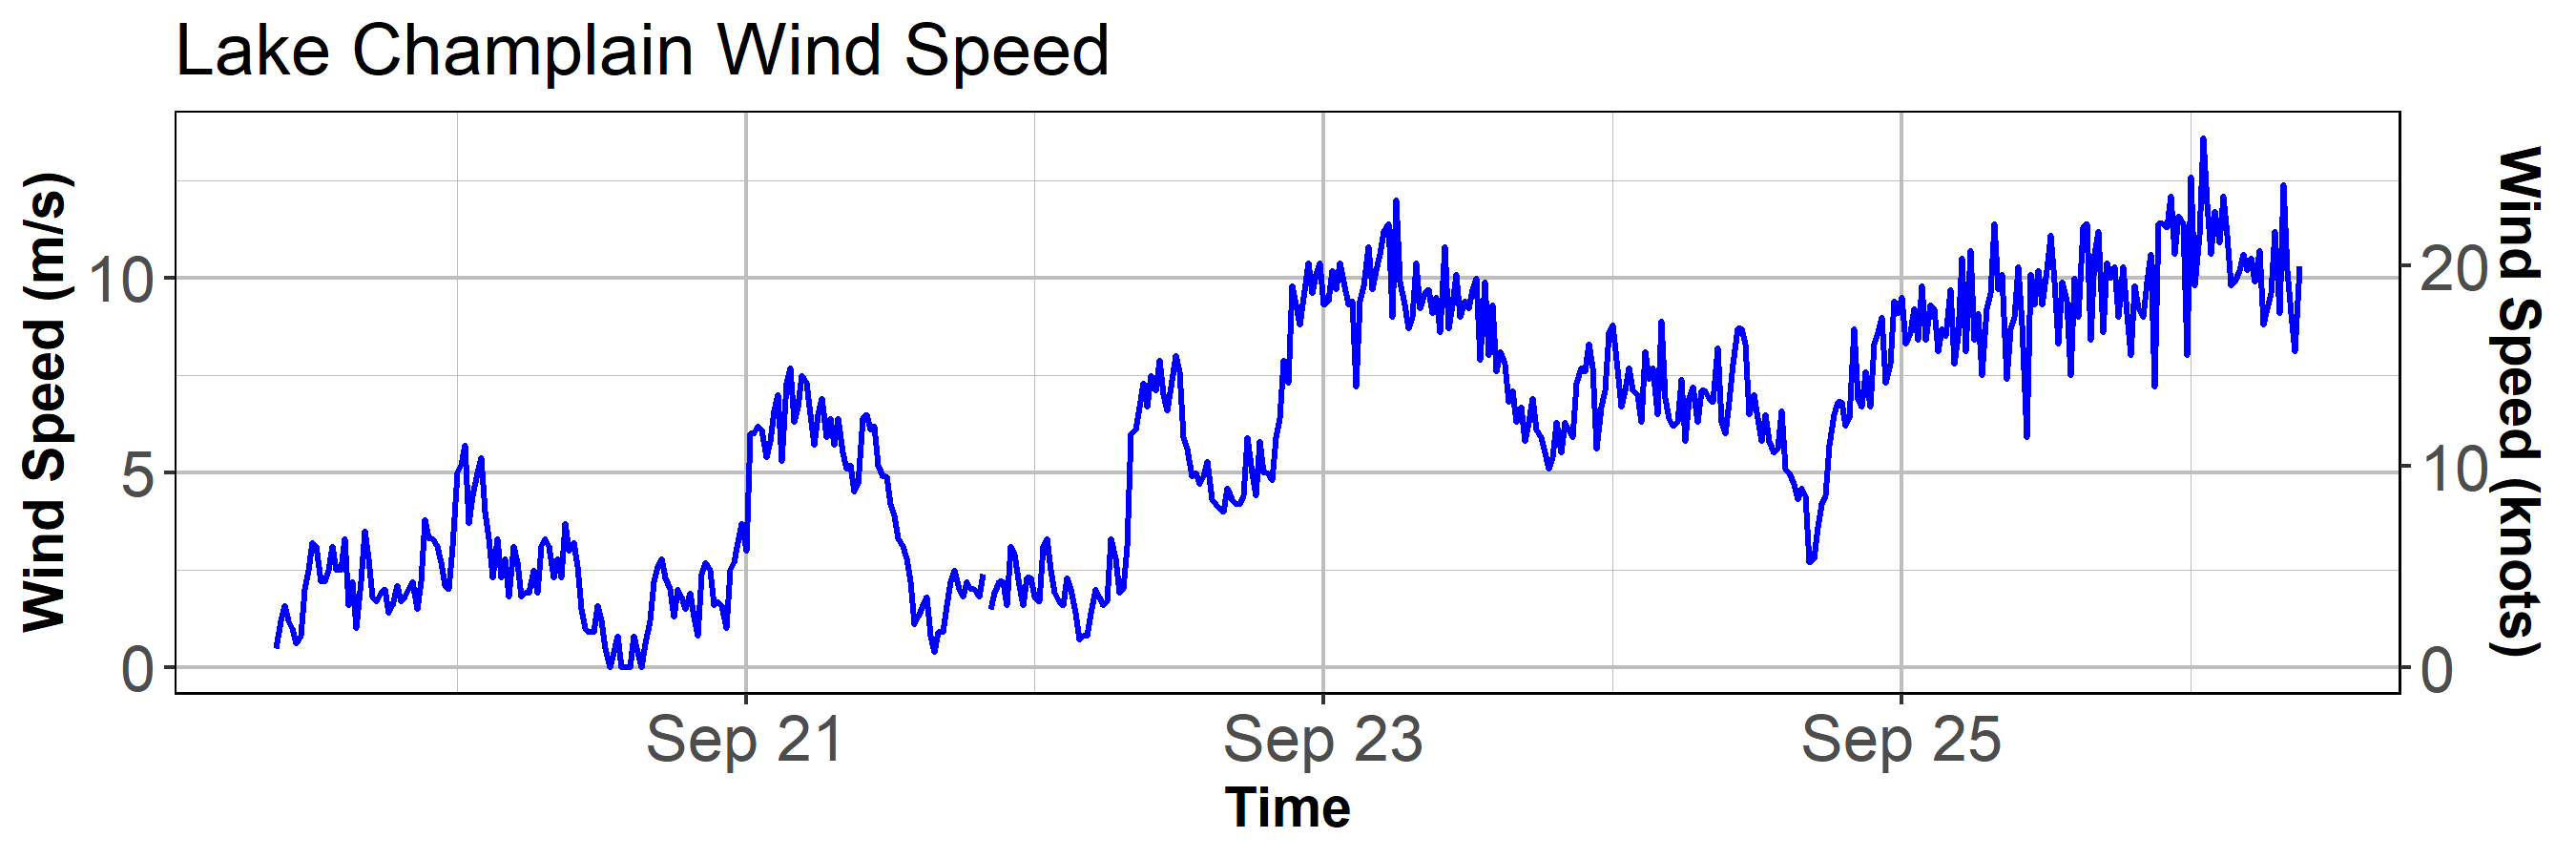 Lake Champlain Wind Speed
Wind Speed (m/s)
10
5
0
20
10
0
Wind Speed (knots)
Sep 21
Sep 23
Sep 25
Time